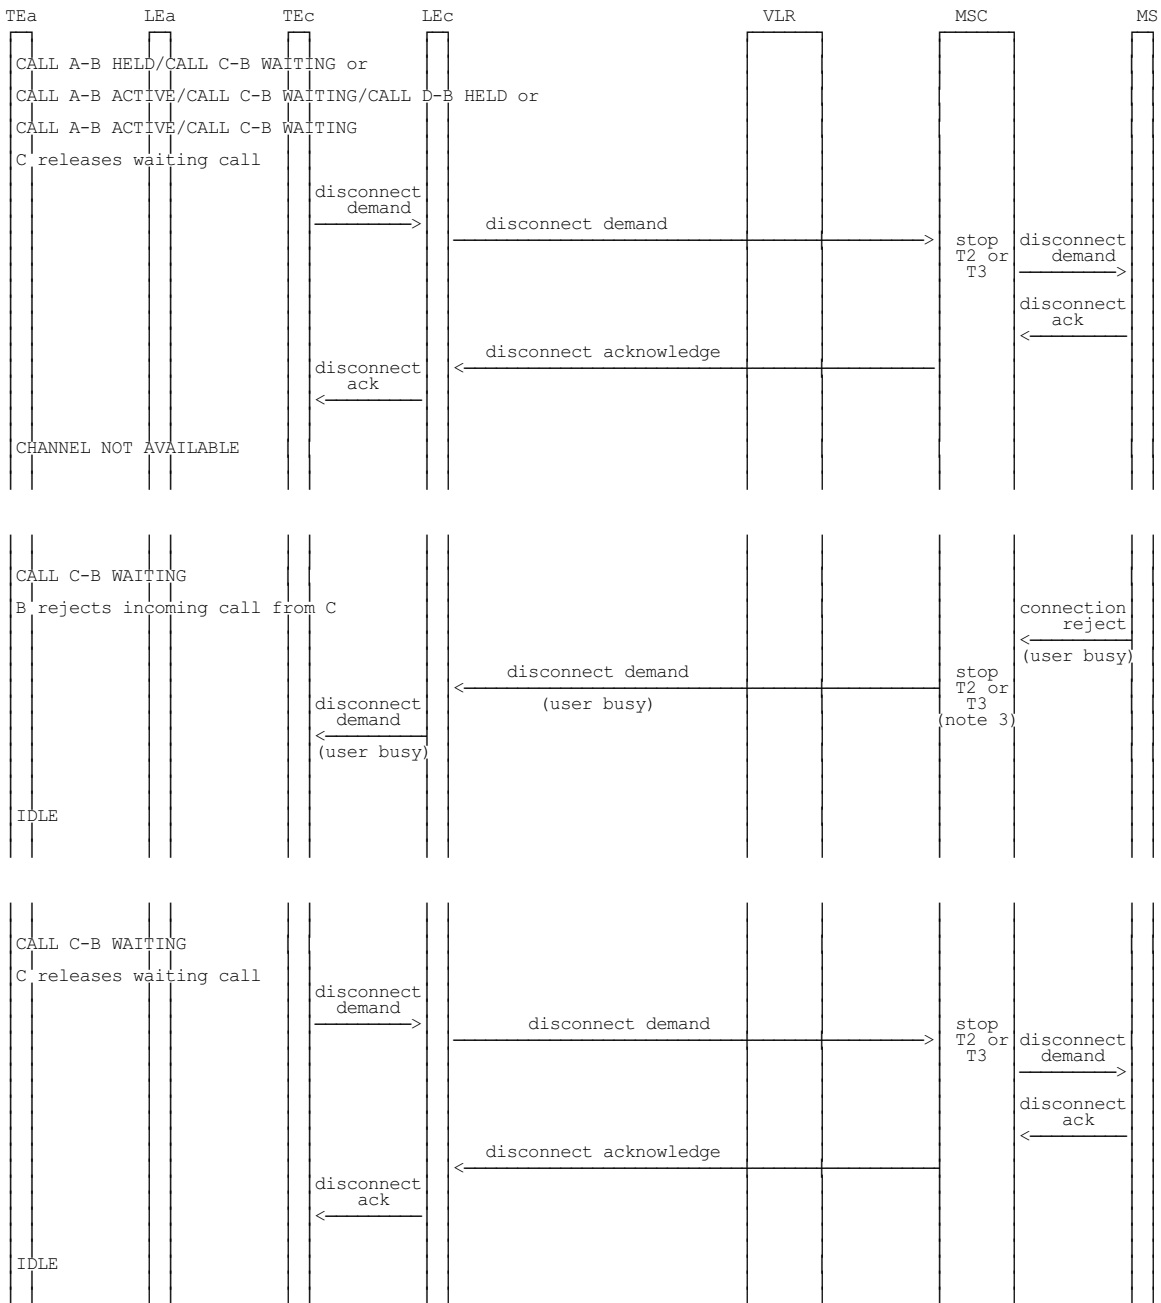 TEa LEa TEc LEc VLR MSC MS
CALL A-B HELD/CALL C-B WAITING or
CALL A-B ACTIVE/CALL C-B WAITING/CALL D-B HELD or
CALL A-B ACTIVE/CALL C-B WAITING
C releases waiting call
disconnect
demand
disconnect demand
stop disconnect
T2 or demand
T3
disconnect
ack
disconnect acknowledge
disconnect
ack
CHANNEL NOT AVAILABLE
CALL C-B WAITING
B rejects incoming call from C
connection
reject
(user busy)
disconnect demand stop
T2 or
disconnect (user busy) T3
demand (note 3)
(user busy)
IDLE
CALL C-B WAITING
C releases waiting call
disconnect
demand
disconnect demand stop
T2 or disconnect
T3 demand
disconnect
ack
disconnect acknowledge
disconnect
ack
IDLE